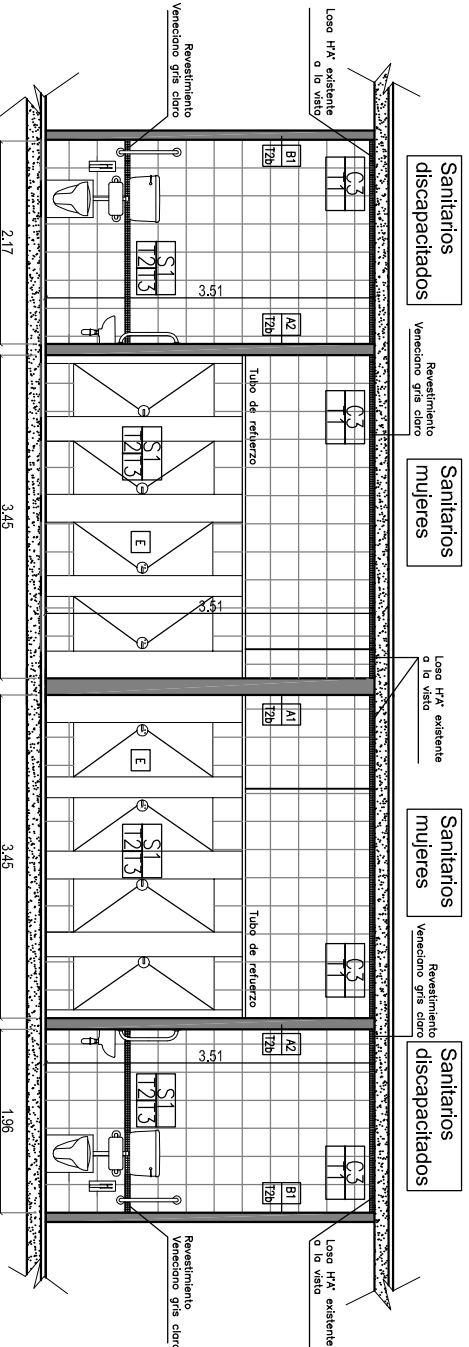 Sanitarios
discapacitados
Sanitarios
mujeres
Sanitarios
mujeres
Sanitarios
discapacitados
Losa HºAº existente
a la vista
Revestimiento
Veneciano gris claro
Losa HºAº existente
a la vista
Revestimiento
Veneciano gris claro
Losa HºAº existente
a la vista
C3
C3
C3
C3
B1
T2b
A2
T2b
A1
T2b
A2
T2b
B1
T2b
Tubo de refuerzo
Tubo de refuerzo
3.51
3.51
3.51
S1
T2 T3
S1
T2 T3
S1
T2 T3
S1
T2 T3
E
E
Revestimiento
Veneciano gris claro
Revestimiento
Veneciano gris claro
2.17
3.45
3.45
1.96